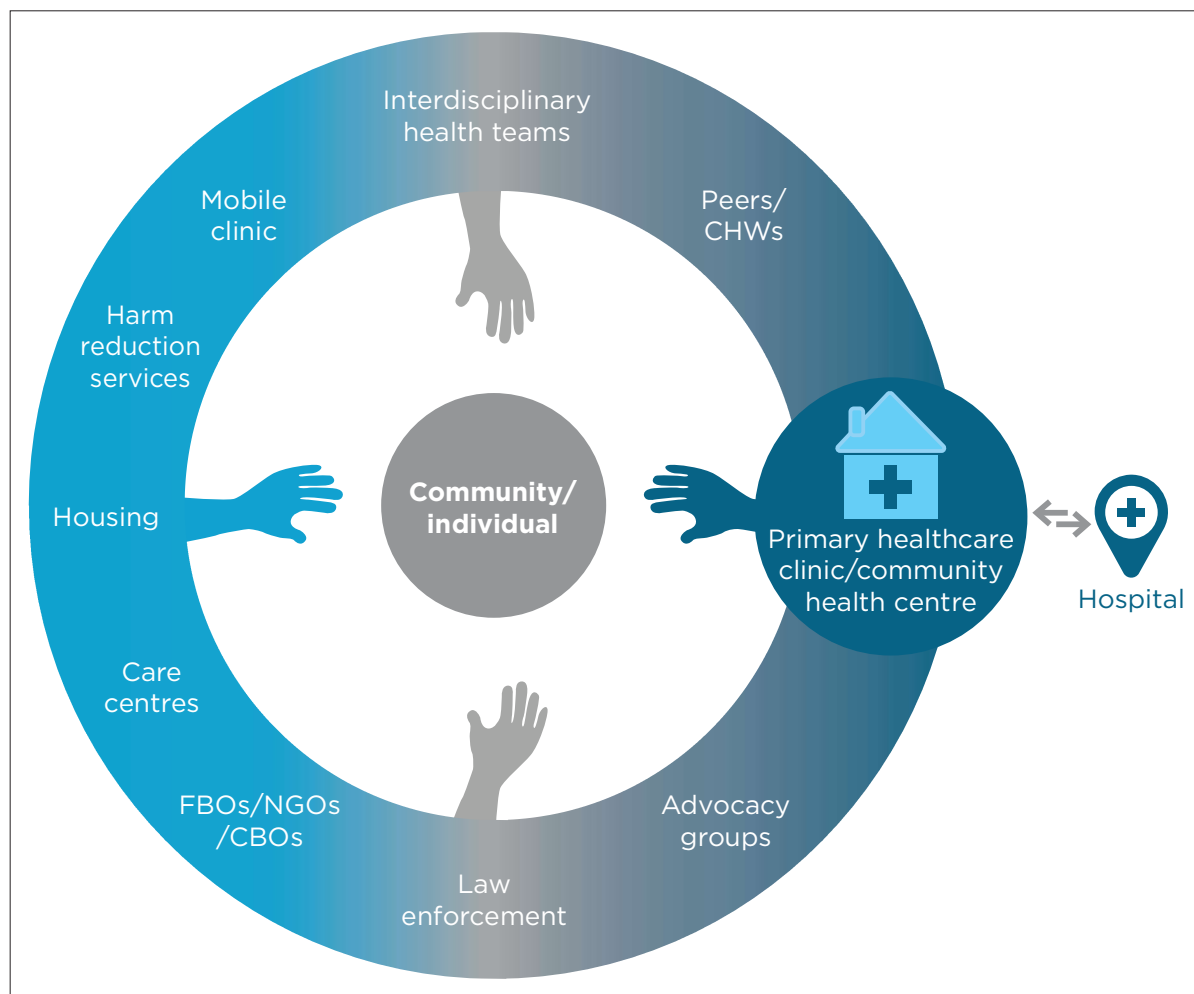 Interdisciplinary
health teams
Peers/
CHWs
Mobile
clinic
Harm
reduction
services
Housing
Community/
individual
Primary healthcare
clinic/community
health centre
Hospital
Care
centres
FBOs/NGOs
/CBOs
Advocacy
groups
Law
enforcement